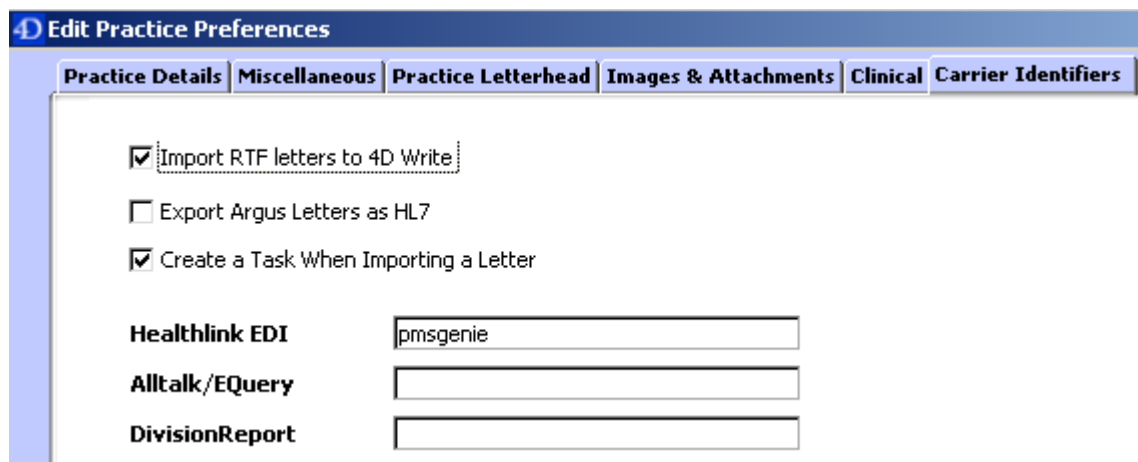 4D Edit Practice Preferences
Practice Details Miscellaneous Practice Letterhead Images & Attachments Clinical Carrier Identifiers
Import RTF letters to 4D Write
Export Argus Letters as HL7
Create a Task When Importing a Letter
Healthlink EDI pmsgenie
Alltalk/EQuery
DivisionReport